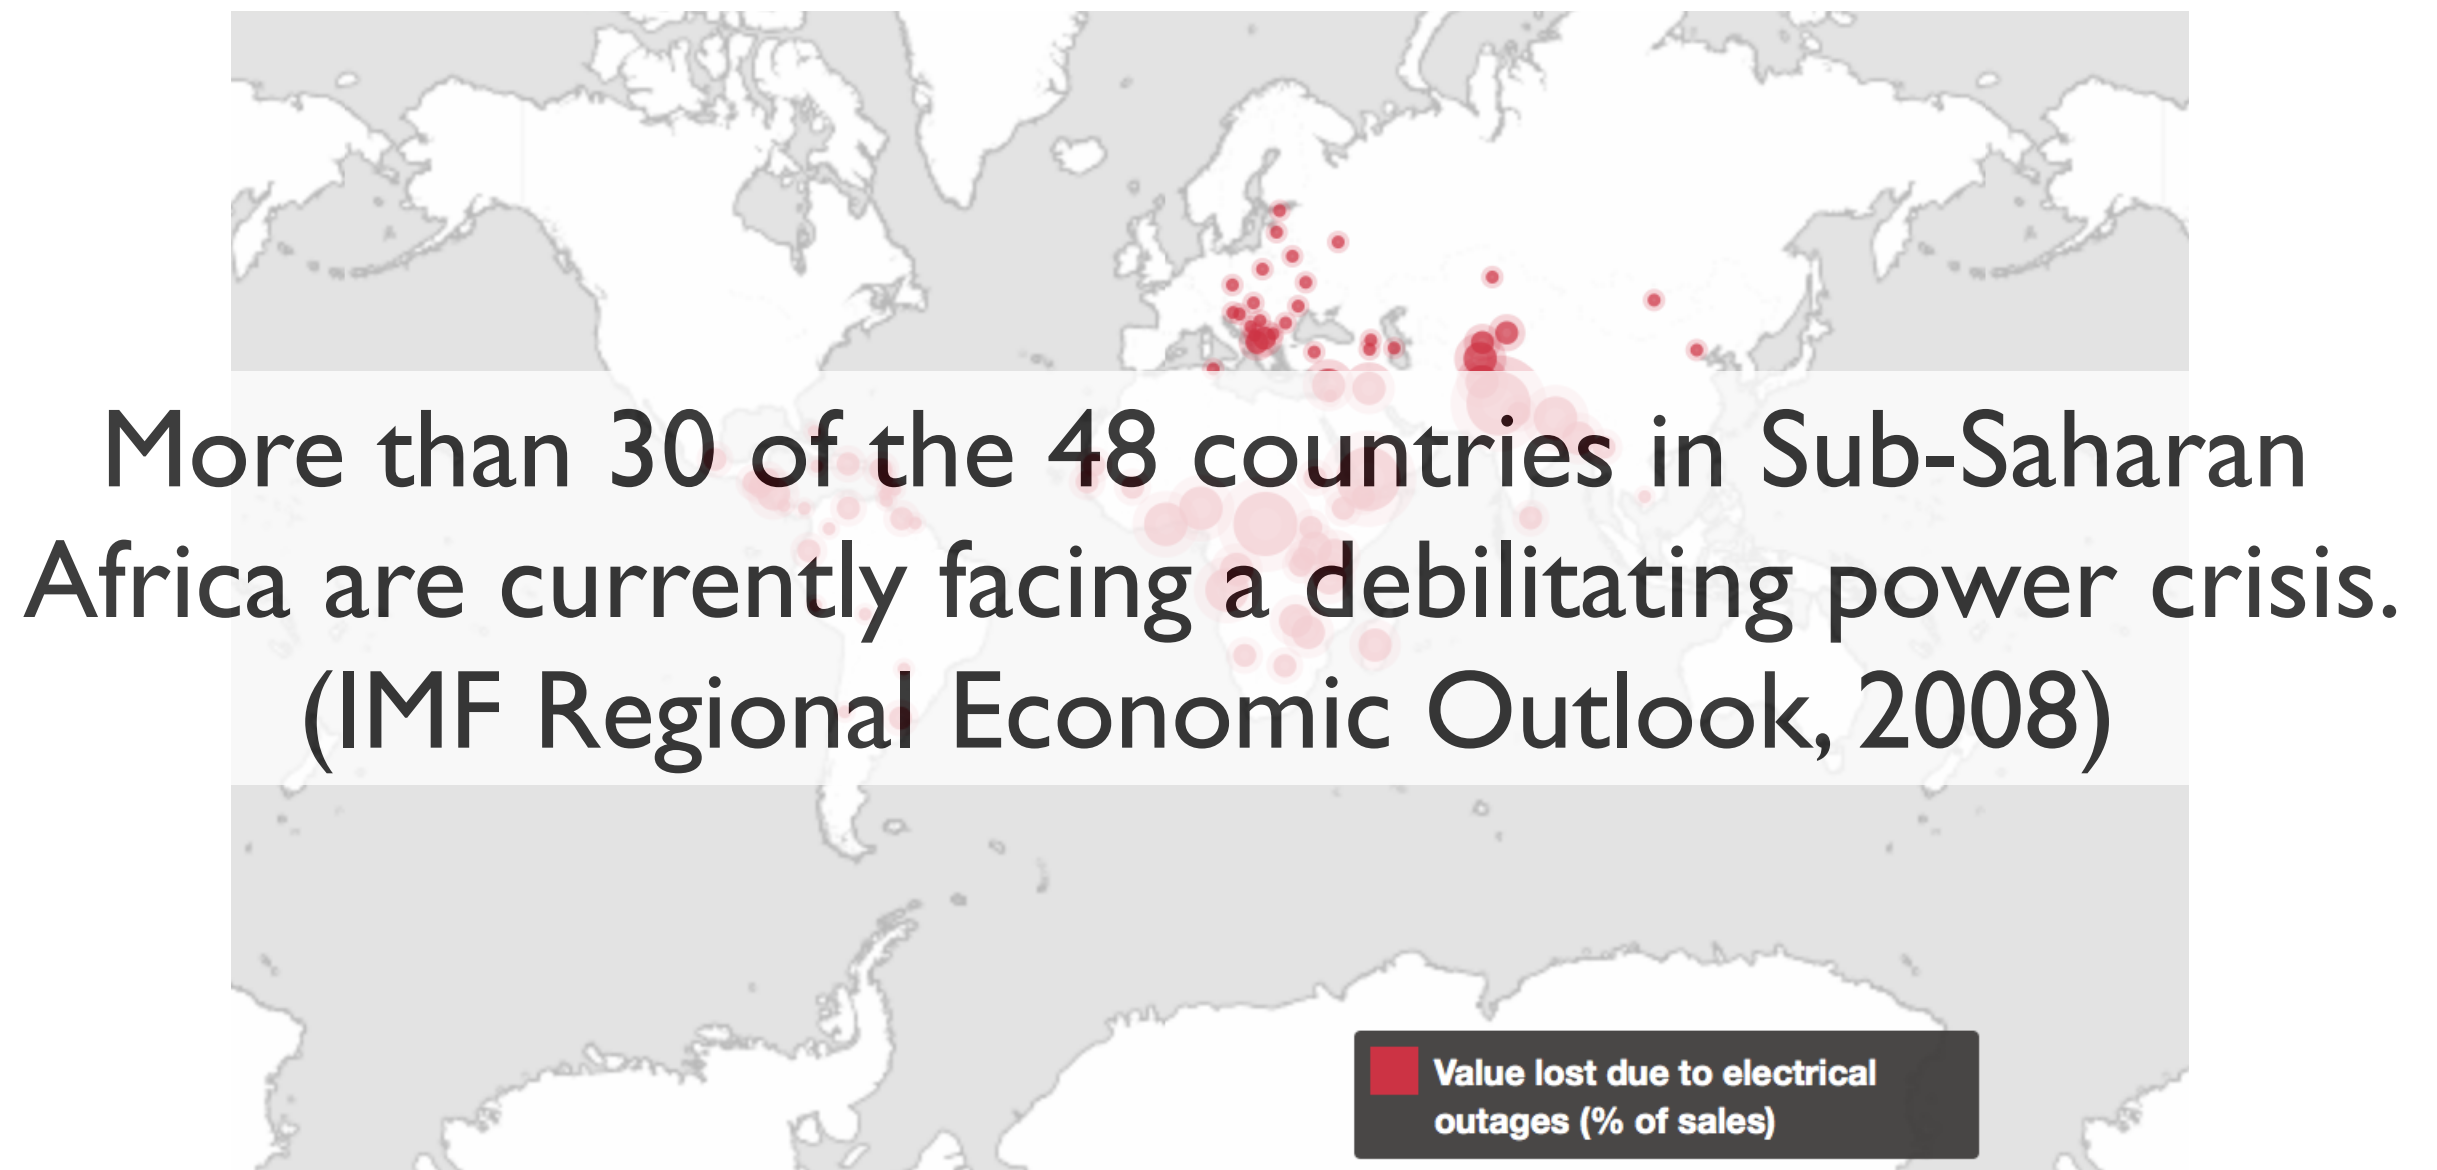 More than 30 of the 48 countries in Sub-Saharan
Africa are currently facing a debilitating power crisis.
(IMF Regional Economic Outlook, 2008)
Value lost due to electrical
outages (% of sales)